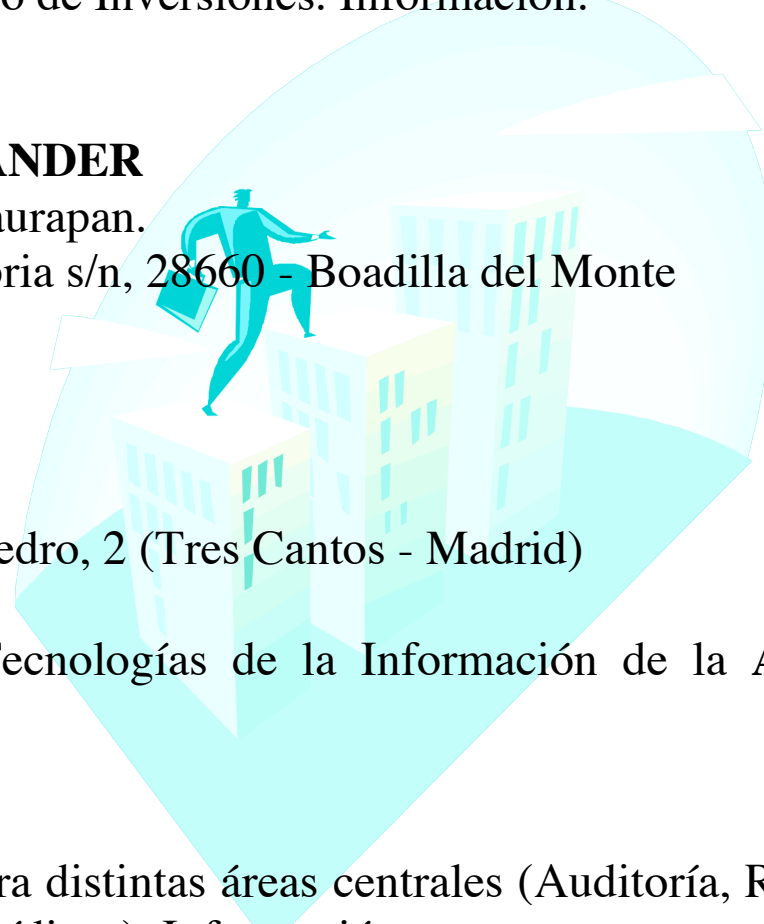 o de Inversiones. Información.
ANDER
aurapan.
oria s/n, 28660 - Boadilla del Monte
edro, 2 (Tres Cantos - Madrid)
Tecnologías de la Información de la A
ra distintas áreas centrales (Auditoría, R